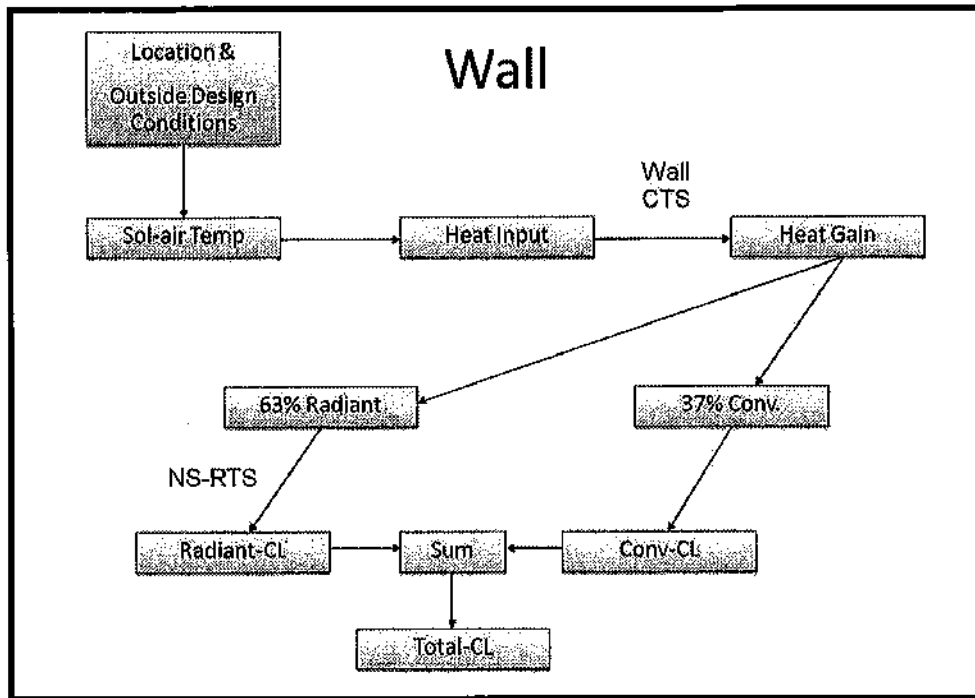 Wall
Location &
Outside Design
Conditions
Wall
CTS
Sol-air Temp
Heat Input
Heat Gain
63% Radiant
37% Conv.
NS-RTS
Radiant-CL
Sum
Conv-CL
Total-CL